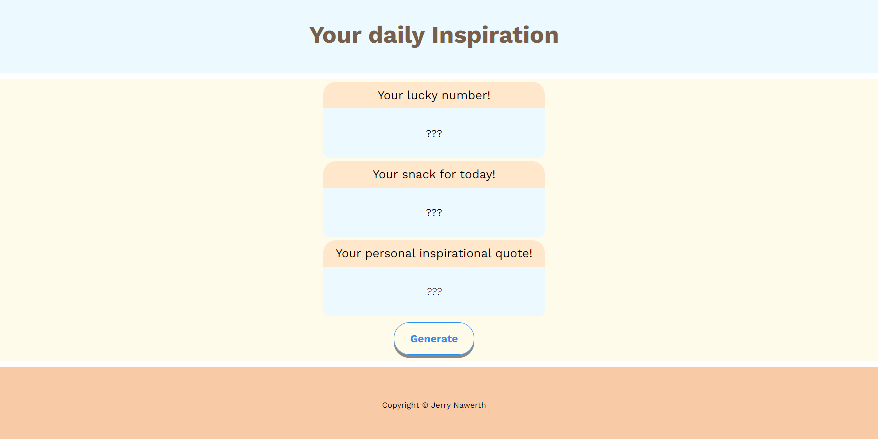 Your daily Inspiration
Your lucky number!
???
Your snack for today!
???
Your personal inspirational quote!
???
Generate
Copyright © Jerry Nawerth